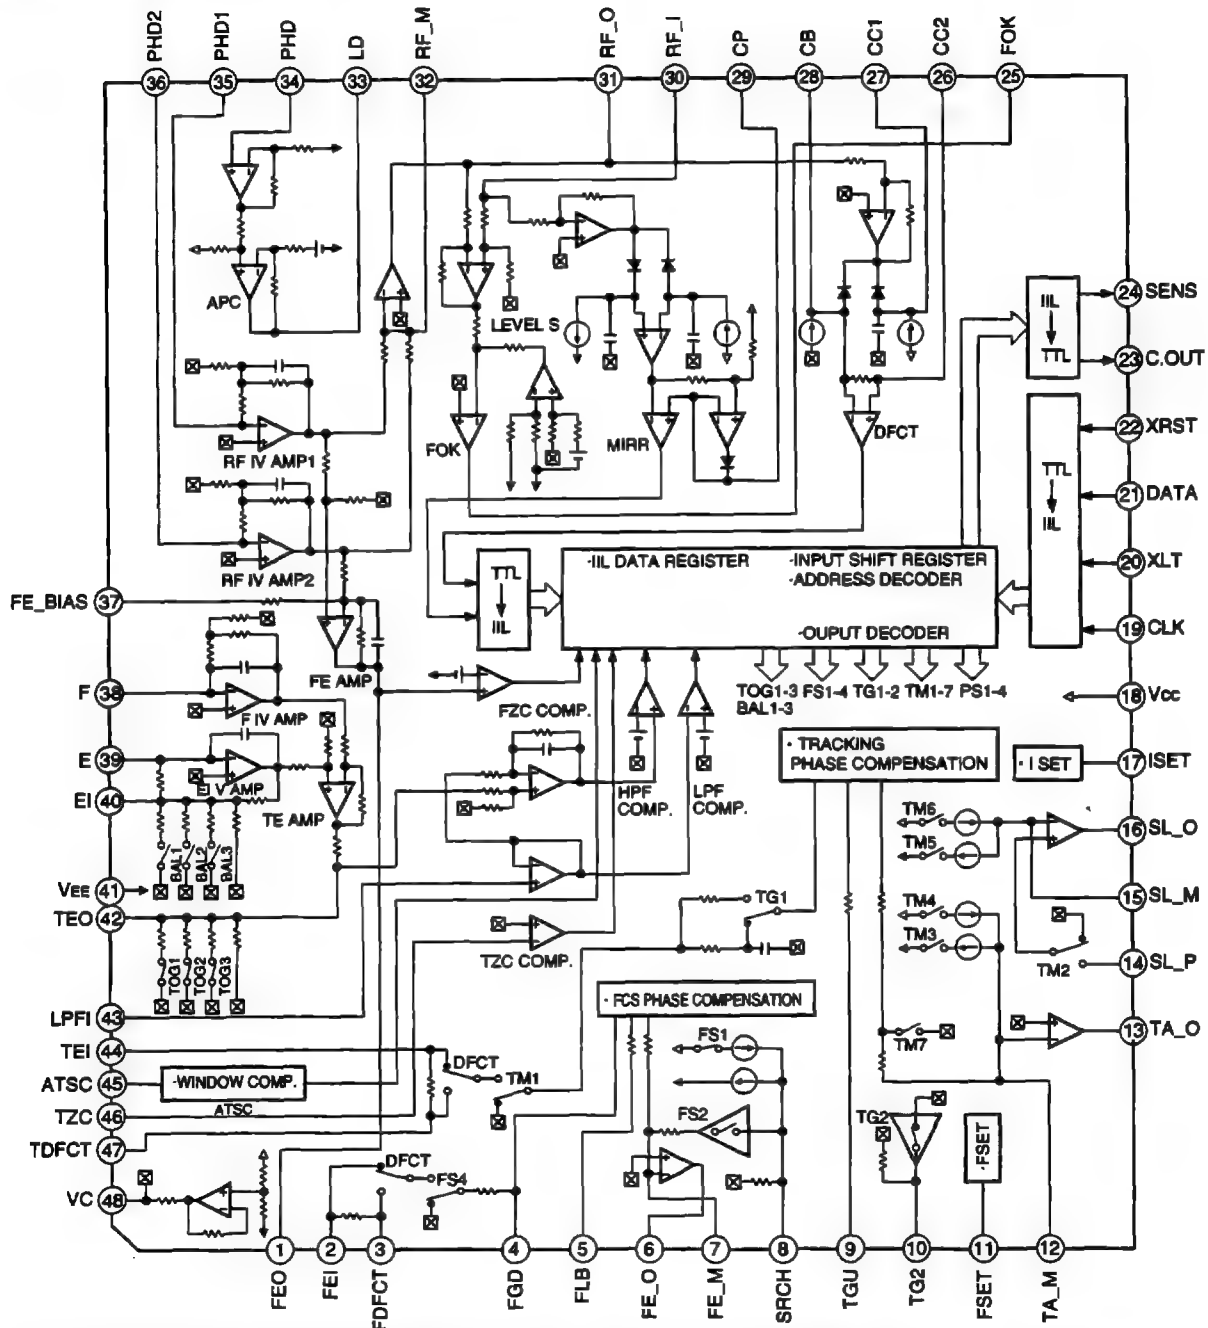 PHD2
PHD1
PHD
LD
RF_M
RF_O
RF_I
CP
CB
CC1
CC2
FOK
36
35
34
33
32
31
30
29
28
27
26
25
APC
LEVEL S
IIL
TTL
24 SENS
23 C.OUT
22 XRST
21 DATA
20 XLT
19 CLK
18 Vcc
17 ISET
16 SL_O
15 SL_M
14 SL_P
13 TA_O
TTL
IIL
RF IV AMP1
FOK
MIRR
DFCT
RF IV AMP2
TTL
IIL
·IIL DATA REGISTER
·INPUT SHIFT REGISTER
·ADDRESS DECODER
·OUPUT DECODER
FE_BIAS 37
F 38
E 39
EI 40
VEE 41
TEO 42
LPFI 43
TEI 44
ATSC 45
TZC 46
TDFCT 47
VC 48
FE AMP
F IV AMP
V AMP
TE AMP
FZC COMP.
TOG1-3 FS1-4 TG1-2 TM1-7 PS1-4
BAL1-3
HPF
COMP.
LPF
COMP.
· TRACKING
PHASE COMPENSATION
· I SET
BAL1
BAL2
BAL3
TOG1
TOG2
TOG3
TM6
TM5
TM4
TM3
TM2
TG1
TZC COMP.
· FCS PHASE COMPENSATION
TM7
FS1
FS2
DFCT
TM1
·WINDOW COMP.
ATSC
DFCT
FS4
TG2
·FSET
1
2
3
4
5
6
7
8
9
10
11
12
FEO
FEI
FDFCT
FGD
FLB
FE_O
FE_M
SRCH
TGU
TG2
FSET
TA_M